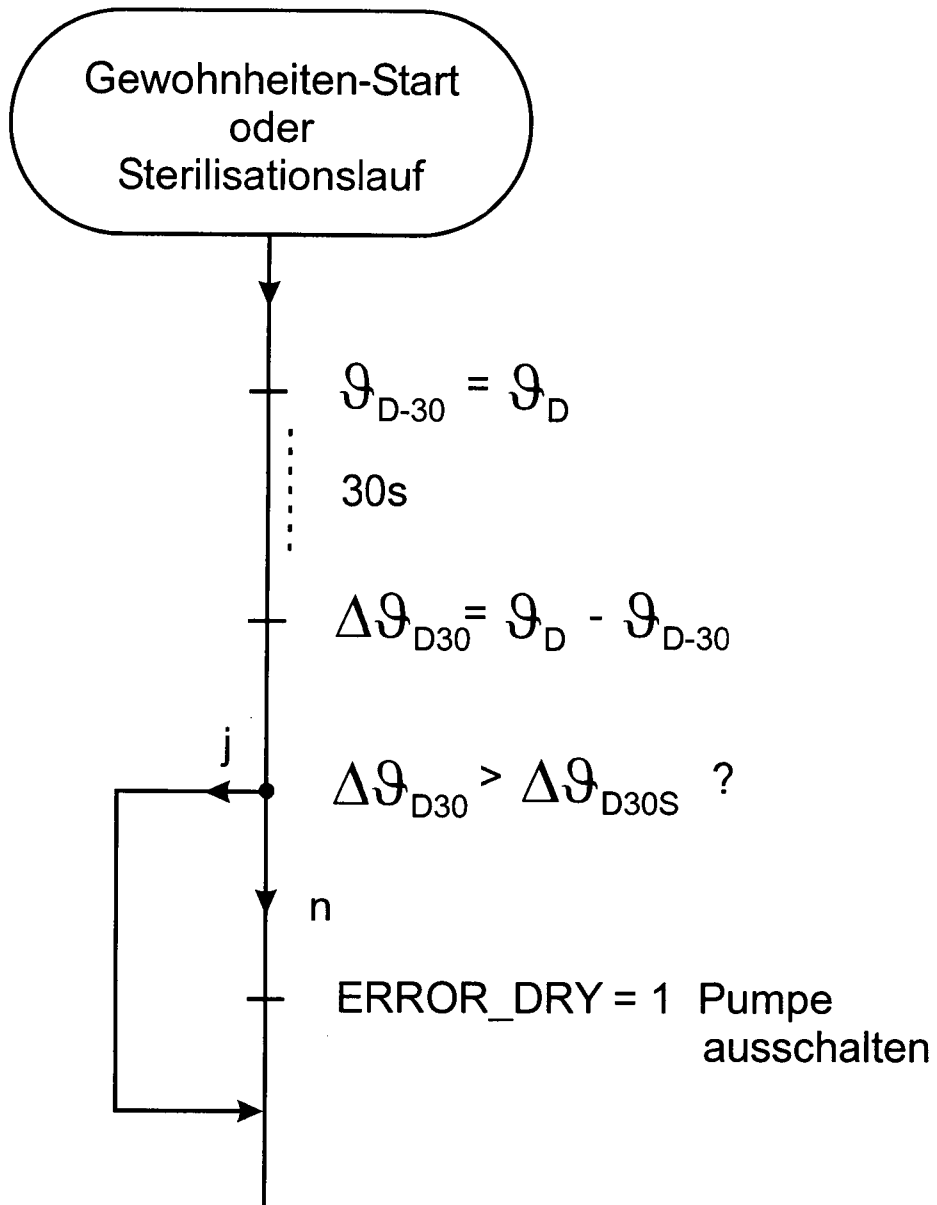 Gewohnheiten-Start
oder
Sterilisationslauf
ϑD-30 = ϑD
30s
ΔϑD30= ϑD - ϑD-30
j
ΔϑD30 > ΔϑD30S ?
n
ERROR_DRY = 1 Pumpe
ausschalten